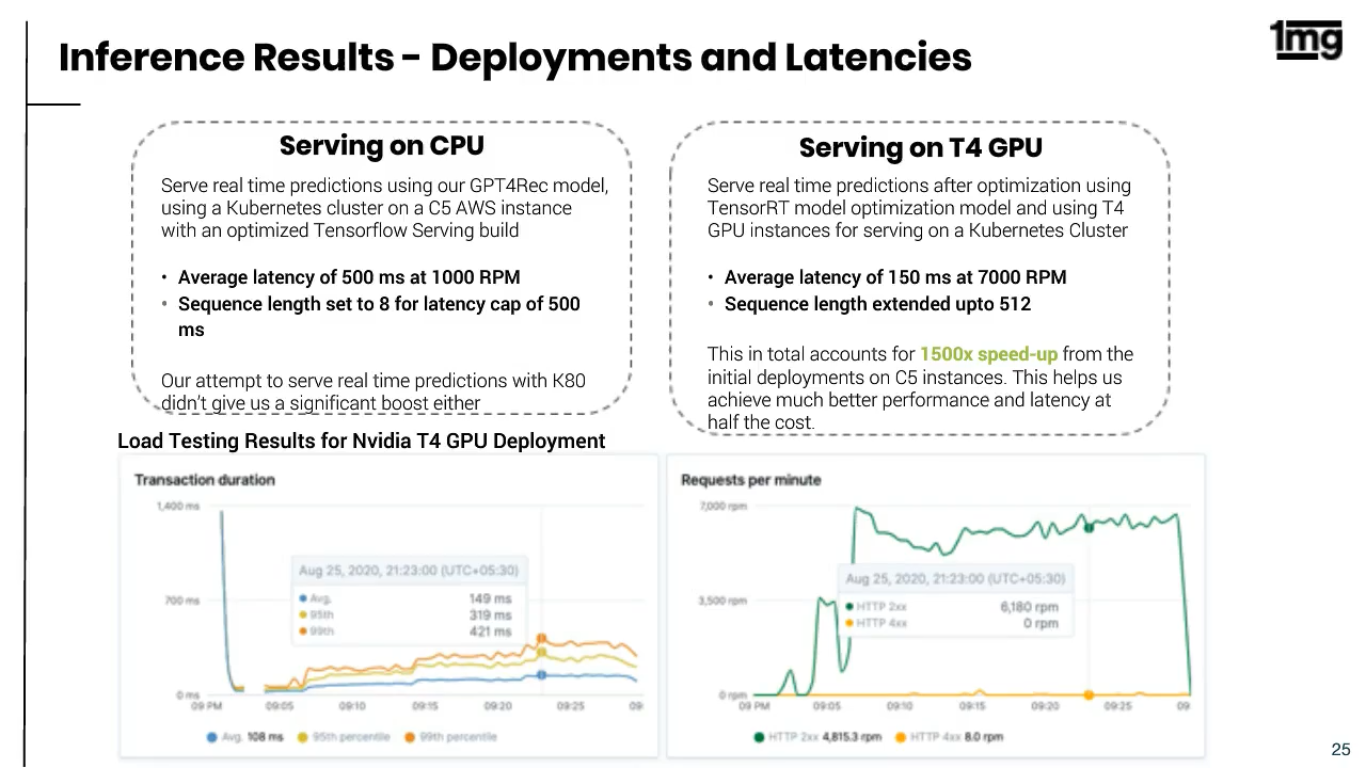 Inference Results - Deployments and Latencies
1mg
Serving on CPU
Serve real time predictions using our GPT4Rec model,
using a Kubernetes cluster on a C5 AWS instance
with an optimized Tensorflow Serving build
• Average latency of 500 ms at 1000 RPM
• Sequence length set to 8 for latency cap of 500
ms
Our attempt to serve real time predictions with K80
didn't give us a significant boost either
Serving on T4 GPU
Serve real time predictions after optimization using
TensorRT model optimization model and using T4
GPU instances for serving on a Kubernetes Cluster
• Average latency of 150 ms at 7000 RPM
• Sequence length extended upto 512
This in total accounts for 1500x speed-up from the
initial deployments on C5 instances. This helps us
achieve much better performance and latency at
half the cost.
Load Testing Results for Nvidia T4 GPU Deployment
Transaction duration
1,400 ms
700 ms
0 ms
Aug 25, 2020, 21:23:00 (UTC+05:30)
Avg. 149 ms
95th 319 ms
99th 421 ms
09 PM 09:05 09:10 09:15 09:20 09:25 09:
Avg. 108 ms 95th percentile 99th percentile
Requests per minute
7,000 rpm
3,500 rpm
0 rpm
Aug 25, 2020, 21:23:00 (UTC+05:30)
HTTP 2xx 6,180 rpm
HTTP 4xx 0 rpm
09 PM 09:05 09:10 09:15 09:20 09:25 09
HTTP 2xx 4,815.3 rpm HTTP 4xx 8.0 rpm
25